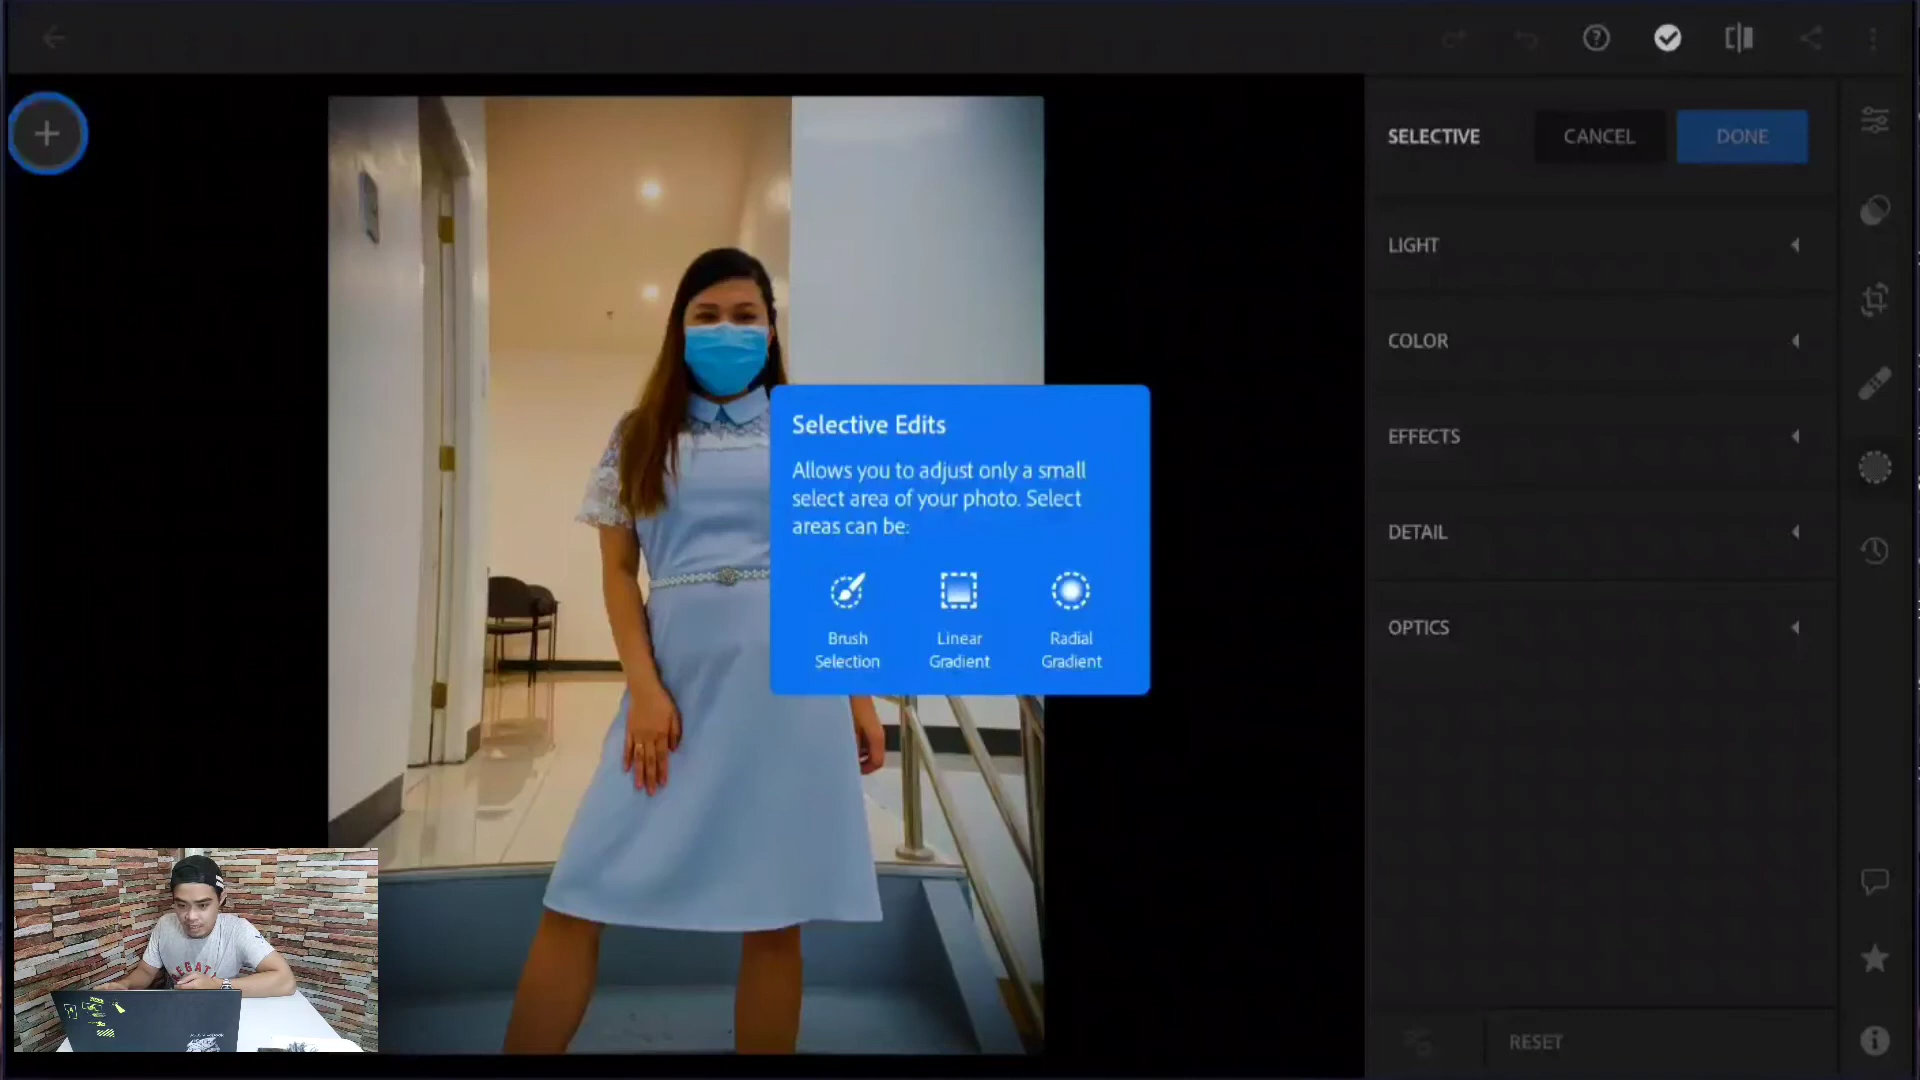 SELECTIVE
CANCEL
DONE
LIGHT
COLOR
EFFECTS
DETAIL
OPTICS
Selective Edits
Allows you to adjust only a small
select area of your photo. Select
areas can be:
Brush
Selection
Linear
Gradient
Radial
Gradient
RESET